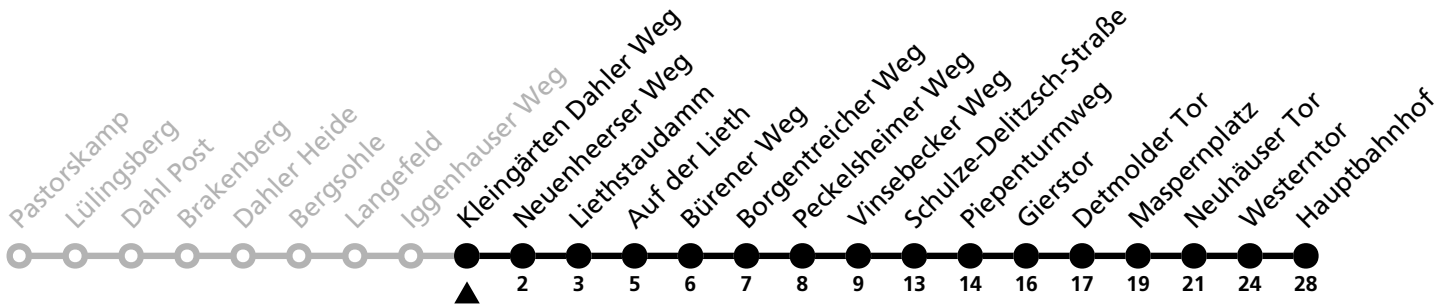 Pastorskamp
Lüllingsberg
Dahl Post
Brakenberg
Dahler Heide
Bergsohle
Langefeld
Iggenhauser Weg
Kleingärten Dahler Weg
Neuenheerser Weg
Liethstaudamm
Auf der Lieth
Bürener Weg
Borgentreicher Weg
Peckelsheimer Weg
Vinsebecker Weg
Schulze-Delitzsch-Straße
Piepenturmweg
Gierstor
Detmolder Tor
Maspernplatz
Neuhäuser Tor
Westerntor
Hauptbahnhof
2 3 5 6 7 8 9 13 14 16 17 19 21 24 28